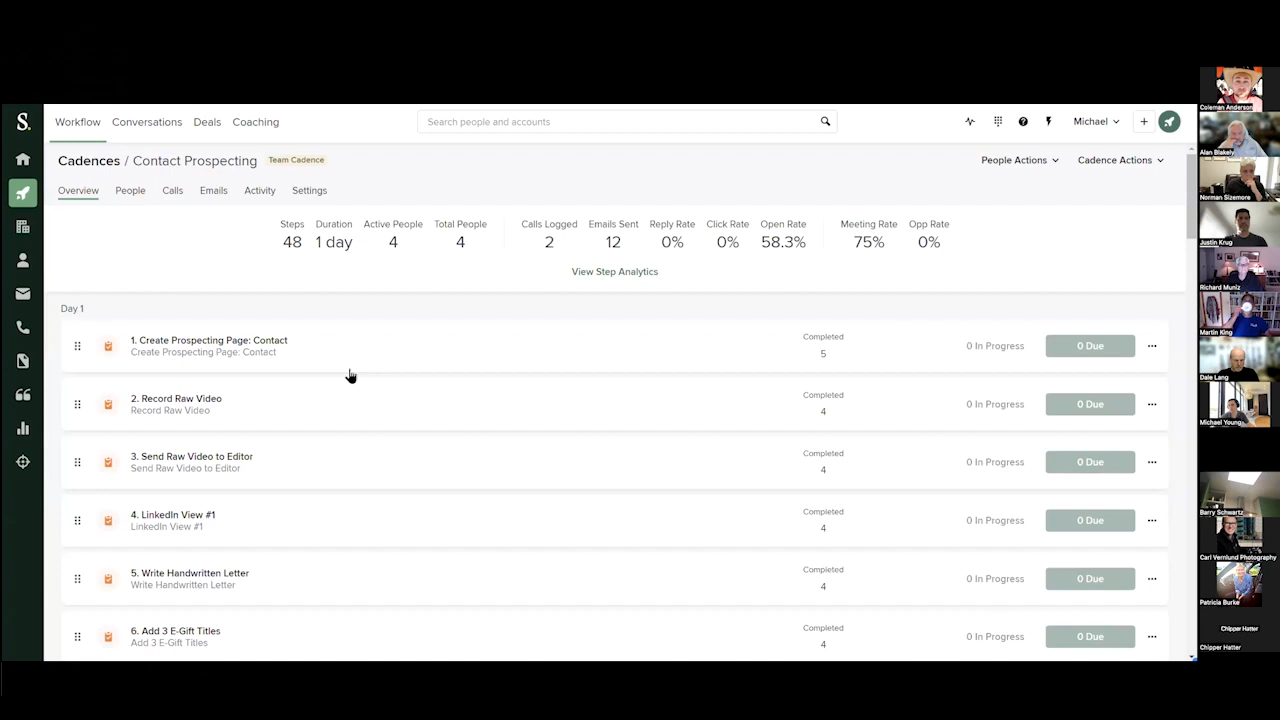 S.
Workflow
Conversations
Deals
Coaching
Search people and accounts
Michael
Cadences / Contact Prospecting
Team Cadence
People Actions
Cadence Actions
Overview
People
Calls
Emails
Activity
Settings
Steps
48
Duration
1 day
Active People
4
Total People
4
Calls Logged
2
Emails Sent
12
Reply Rate
0%
Click Rate
0%
Open Rate
58.3%
Meeting Rate
75%
Opp Rate
0%
View Step Analytics
Day 1
1. Create Prospecting Page: Contact
Create Prospecting Page: Contact
Completed
5
0 In Progress
0 Due
2. Record Raw Video
Record Raw Video
Completed
4
0 In Progress
0 Due
3. Send Raw Video to Editor
Send Raw Video to Editor
Completed
4
0 In Progress
0 Due
4. LinkedIn View #1
LinkedIn View #1
Completed
4
0 In Progress
0 Due
5. Write Handwritten Letter
Write Handwritten Letter
Completed
4
0 In Progress
0 Due
6. Add 3 E-Gift Titles
Add 3 E-Gift Titles
Completed
4
0 In Progress
0 Due
Coleman Anderson
Alan Blakely
Norman Sizemore
Justin Krug
Richard Muniz
Martin King
Dale Lang
Michael Young
Barry Schwartz
Carl Vernlund Photography
Patricia Burke
Chipper Hatter
Chipper Hatter